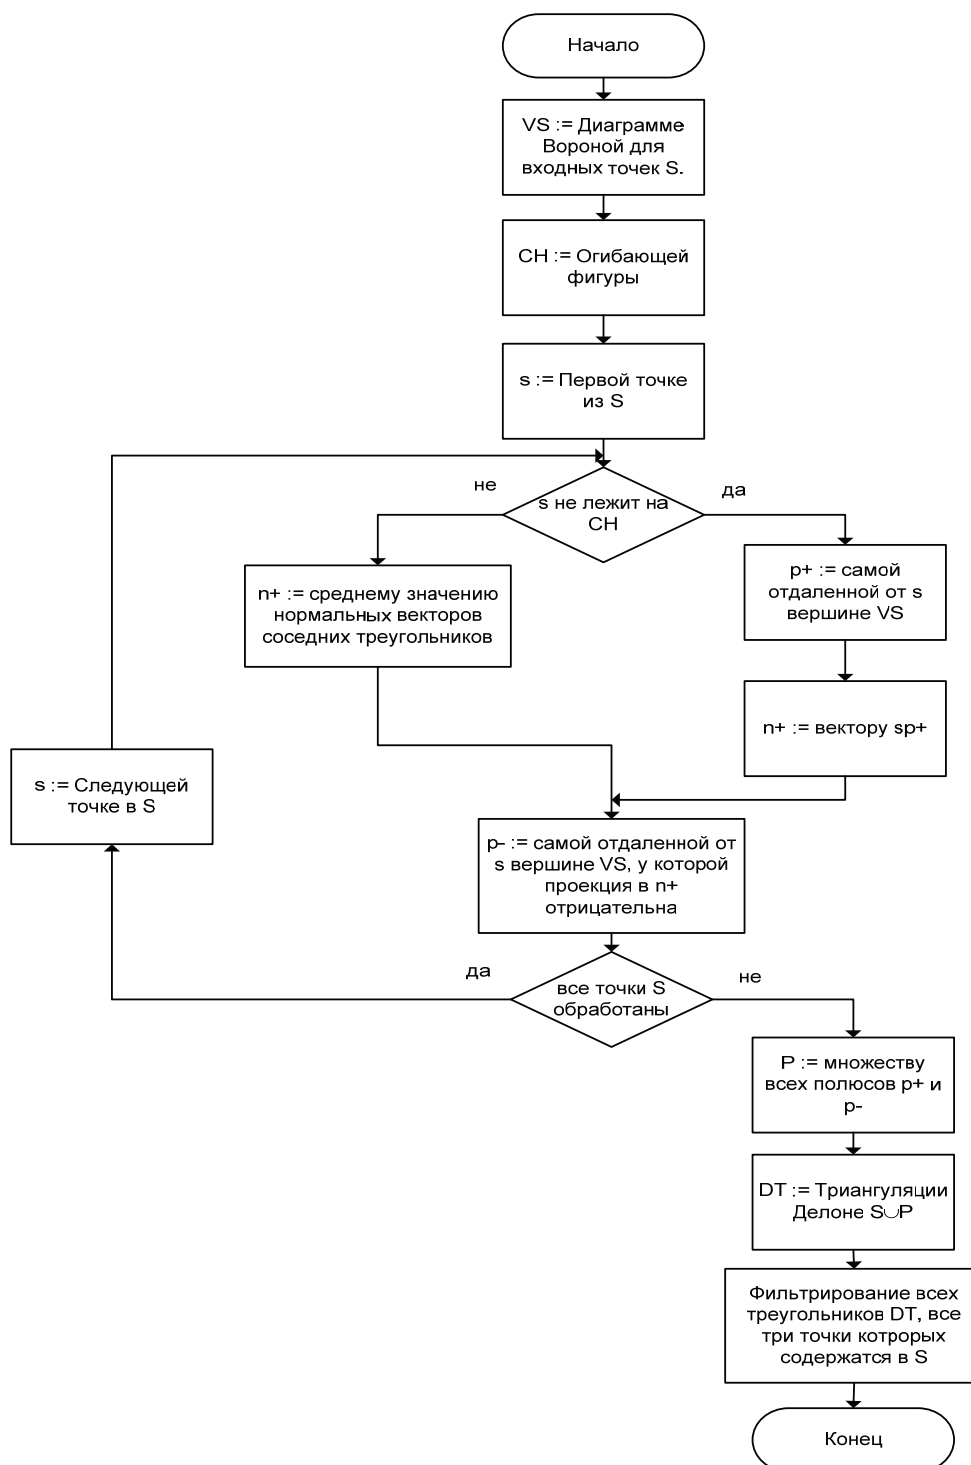 Начало
VS := Диаграмме
Вороной для
входных точек S.
CH := Огибающей
фигуры
s := Первой точке
из S
не
s не лежит на
CH
да
n+ := среднему значению
нормальных векторов
соседних треугольников
p+ := самой
отдаленной от s
вершине VS
n+ := вектору sp+
s := Следующей
точке в S
p- := самой отдаленной от
s вершине VS, у которой
проекция в n+
отрицательна
да
все точки S
обработаны
не
P := множеству
всех полюсов p+ и
p-
DT := Триангуляции
Делоне S∪P
Фильтрирование всех
треугольников DT, все
три точки котрорых
содержатся в S
Конец